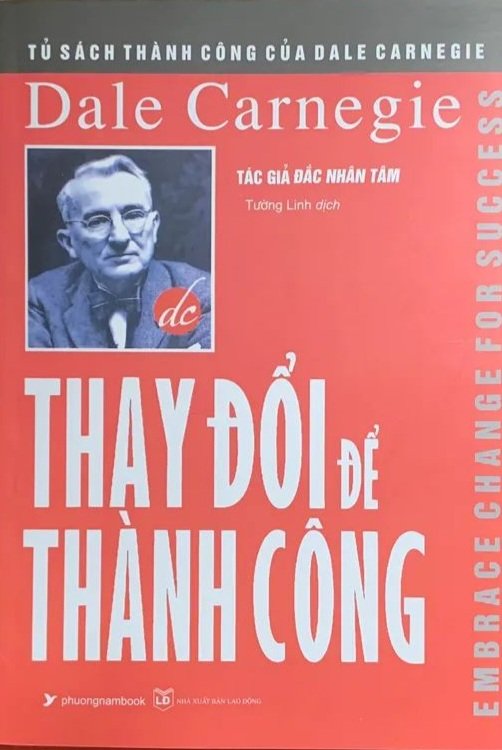 TỦ SÁCH THÀNH CÔNG CỦA DALE CARNEGIE
Dale Carnegie
TÁC GIẢ ĐẮC NHÂN TÂM
Tường Linh dịch
dc
THAY ĐỔI ĐỂ
THÀNH CÔNG
EMBRACE CHANGE FOR SUCCESS
phuongnambook
LĐ
NHÀ XUẤT BẢN LAO ĐỘNG